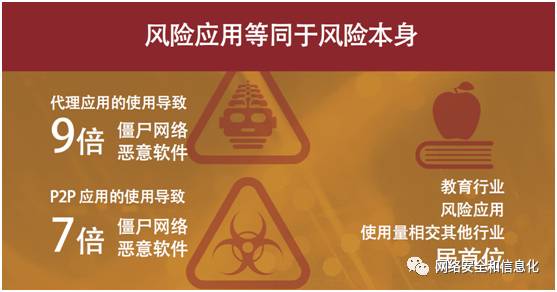 风险应用等同于风险本身
代理应用的使用导致
9倍 僵尸网络
恶意软件
P2P 应用的使用导致
7倍 僵尸网络
恶意软件
教育行业
风险应用
使用量相交其他行业
居首位
网络安全和信息化